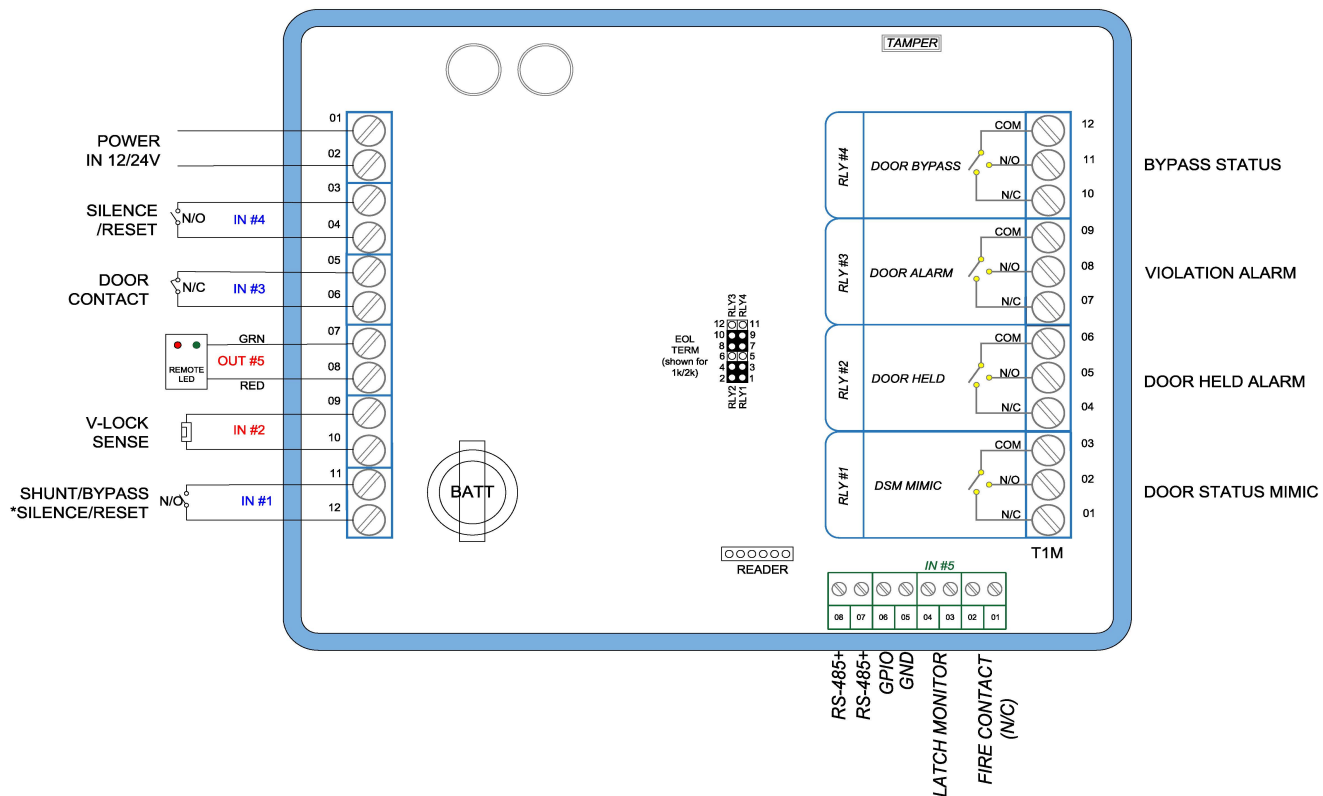 TAMPER
POWER
IN 12/24V
01
02
SILENCE
/RESET
N/O
IN #4
03
04
DOOR
CONTACT
N/C
IN #3
05
06
REMOTE
LED
GRN
OUT #5
RED
07
08
V-LOCK
SENSE
IN #2
09
10
SHUNT/BYPASS
*SILENCE/RESET
N/O
IN #1
11
12
BATT
EOL
TERM
(shown for
1k/2k)
RLY3
RLY4
12 11
10 9
8 7
6 5
4 3
2 1
RLY2
RLY1
READER
RLY #4
DOOR BYPASS
COM
N/O
N/C
12
11
10
BYPASS STATUS
RLY #3
DOOR ALARM
COM
N/O
N/C
09
08
07
VIOLATION ALARM
RLY #2
DOOR HELD
COM
N/O
N/C
06
05
04
DOOR HELD ALARM
RLY #1
DSM MIMIC
COM
N/O
N/C
03
02
01
DOOR STATUS MIMIC
T1M
IN #5
08 07 06 05 04 03 02 01
RS-485+
RS-485+
GPIO
GND
LATCH MONITOR
FIRE CONTACT
(N/C)